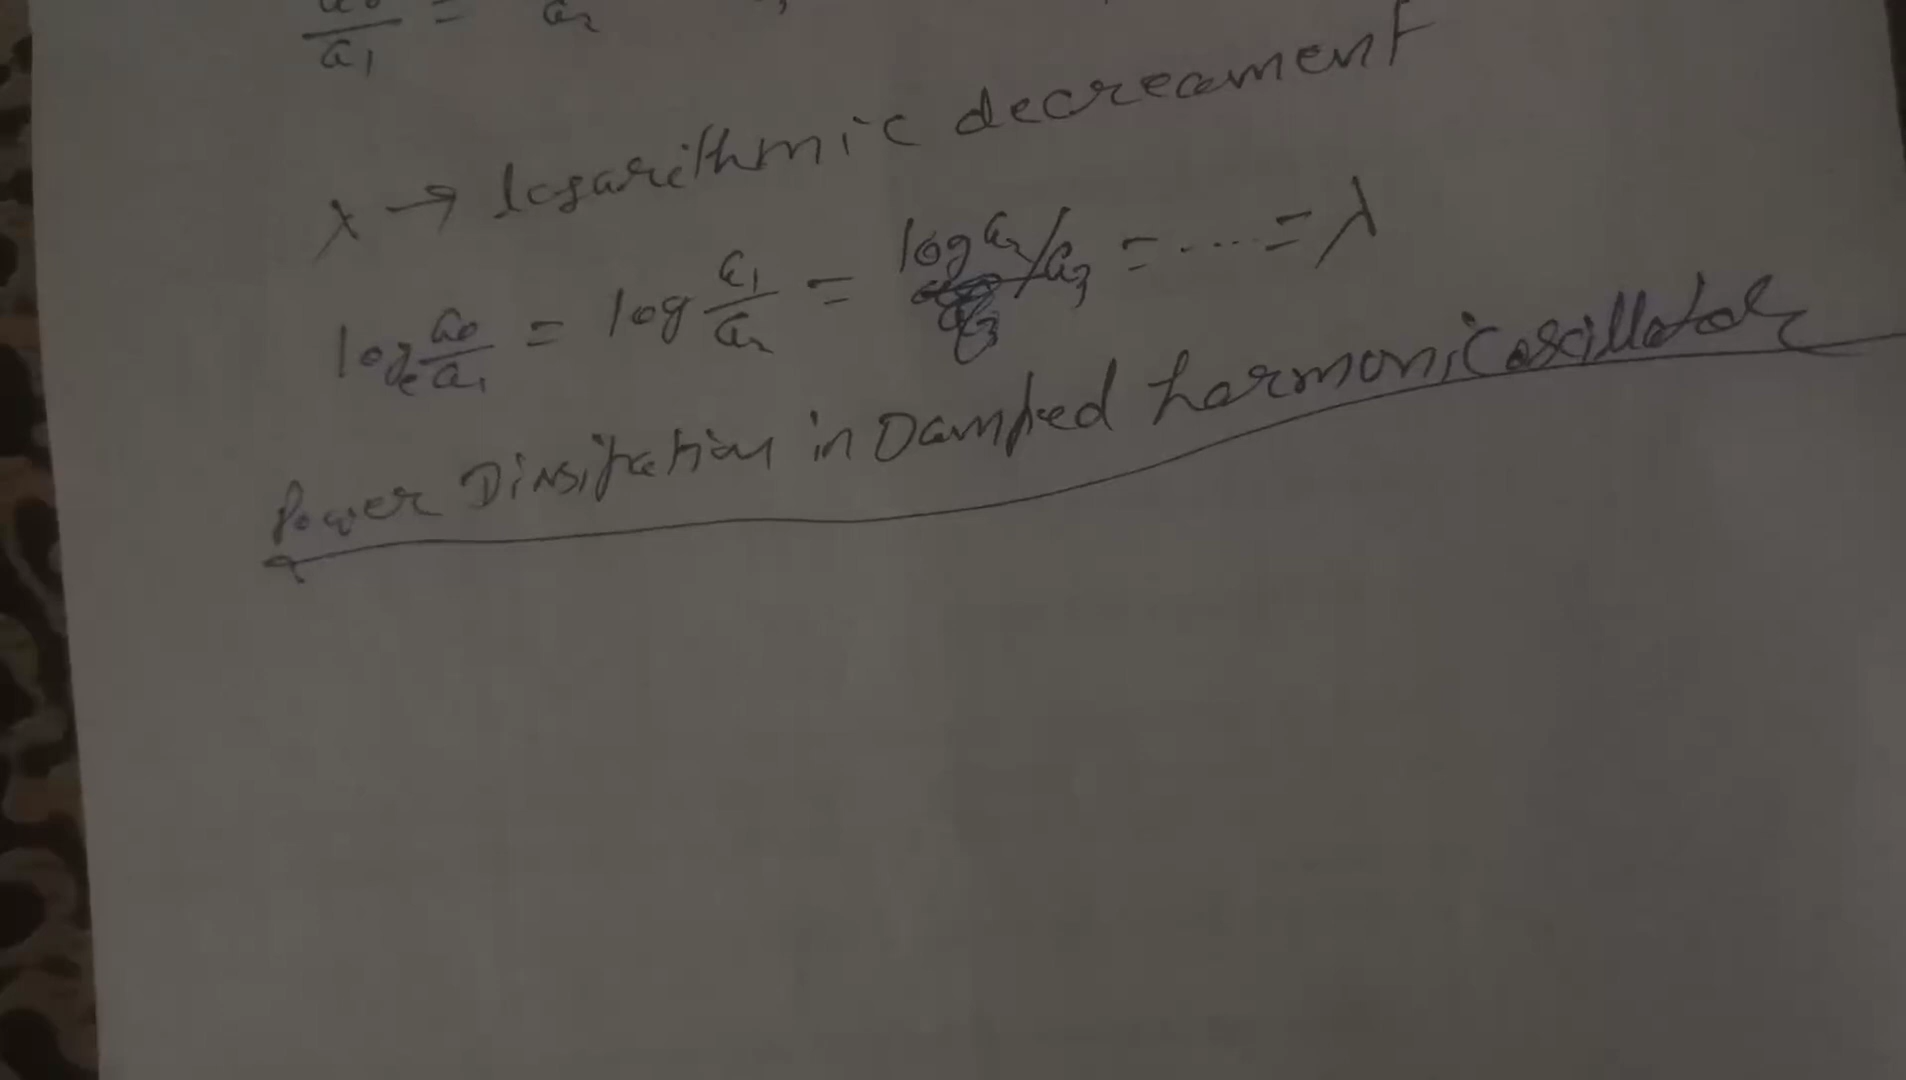 a0/a1 = a2
λ → logarithmic decreament
loge a0/a1 = log a1/a2 = log a2/a3 = .... = λ
Power Dissipation in Damped harmonic oscillator